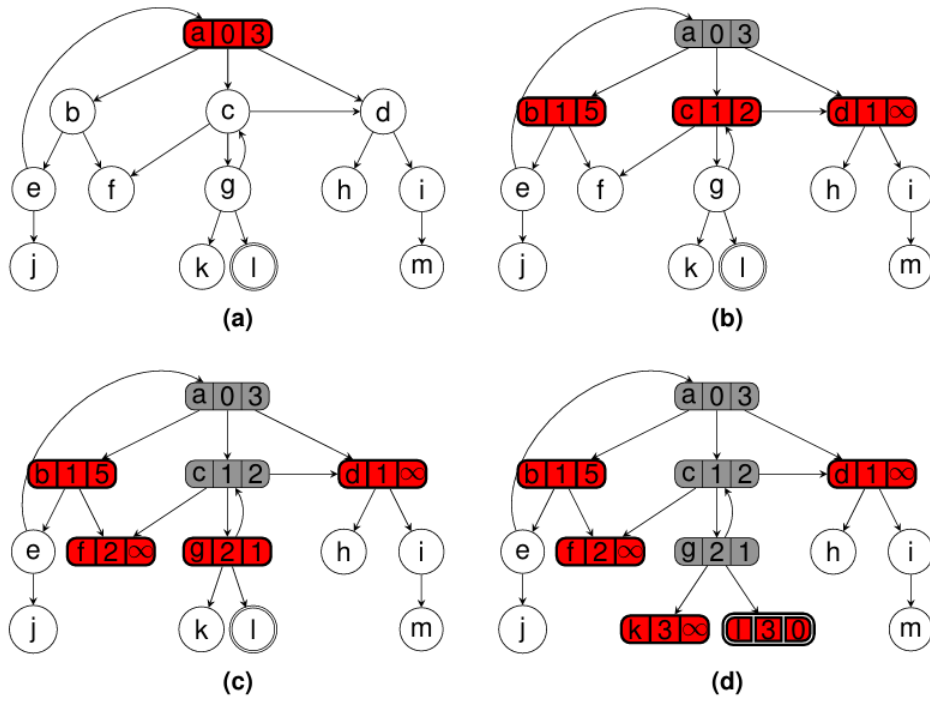 a 0 3
b c d
e f g h i
j k l m
(a)
a 0 3
b 1 5 c 1 2 d 1 ∞
e f g h i
j k l m
(b)
a 0 3
b 1 5 c 1 2 d 1 ∞
e f 2 ∞ g 2 1 h i
j k l m
(c)
a 0 3
b 1 5 c 1 2 d 1 ∞
e f 2 ∞ g 2 1 h i
j k 3 ∞ l 3 0 m
(d)